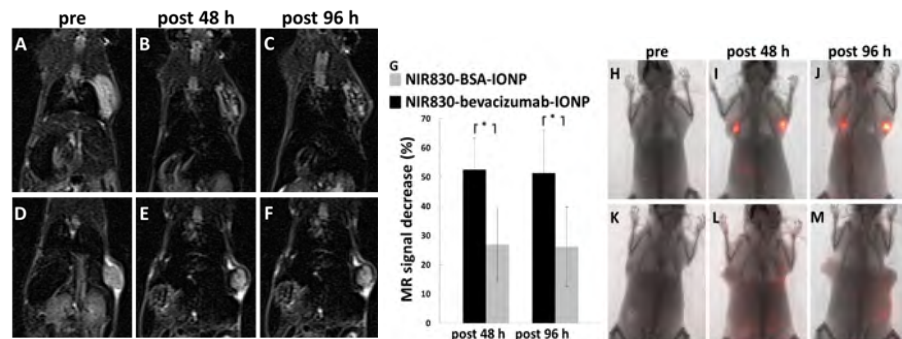 pre post 48 h post 96 h
A B C
D E F
G
NIR830-BSA-IONP
NIR830-bevacizumab-IONP
MR signal decrease (%)
70
60
50
40
30
20
10
0
* *
post 48 h post 96 h
pre post 48 h post 96 h
H I J
K L M